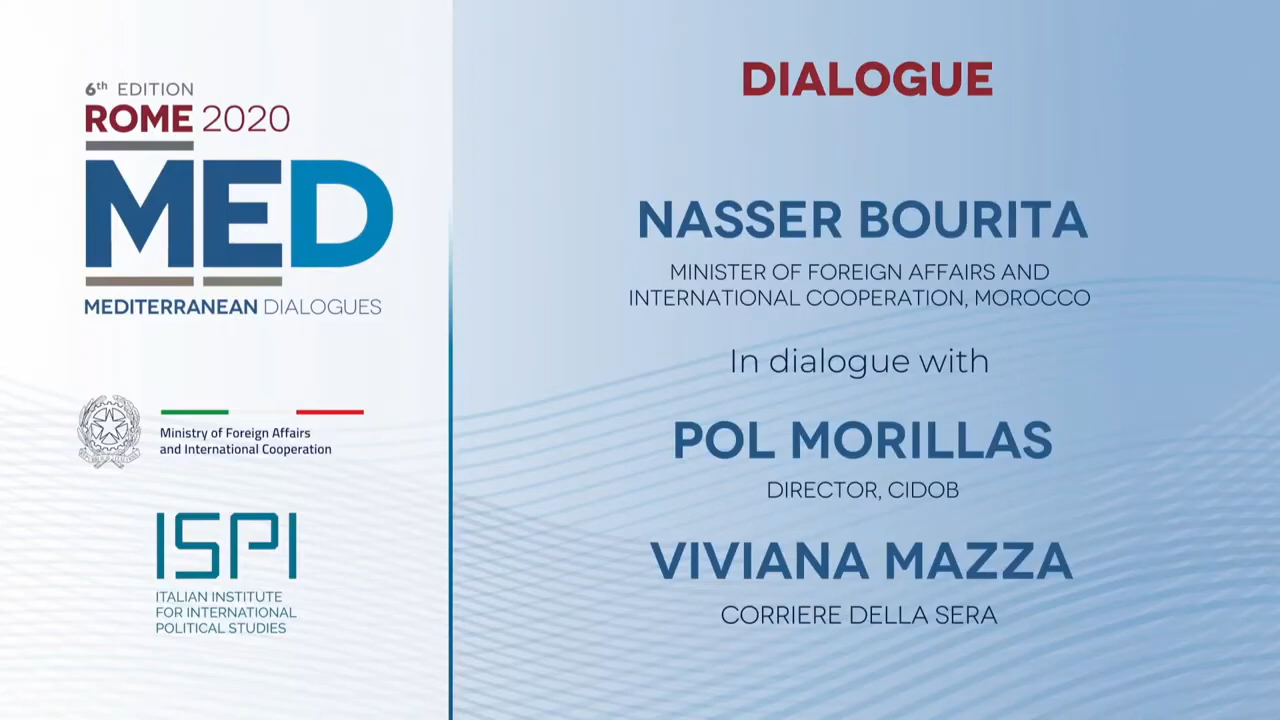 6th EDITION
ROME 2020
MED
MEDITERRANEAN DIALOGUES
Ministry of Foreign Affairs
and International Cooperation
ISPI
ITALIAN INSTITUTE
FOR INTERNATIONAL
POLITICAL STUDIES
DIALOGUE
NASSER BOURITA
MINISTER OF FOREIGN AFFAIRS AND
INTERNATIONAL COOPERATION, MOROCCO
In dialogue with
POL MORILLAS
DIRECTOR, CIDOB
VIVIANA MAZZA
CORRIERE DELLA SERA